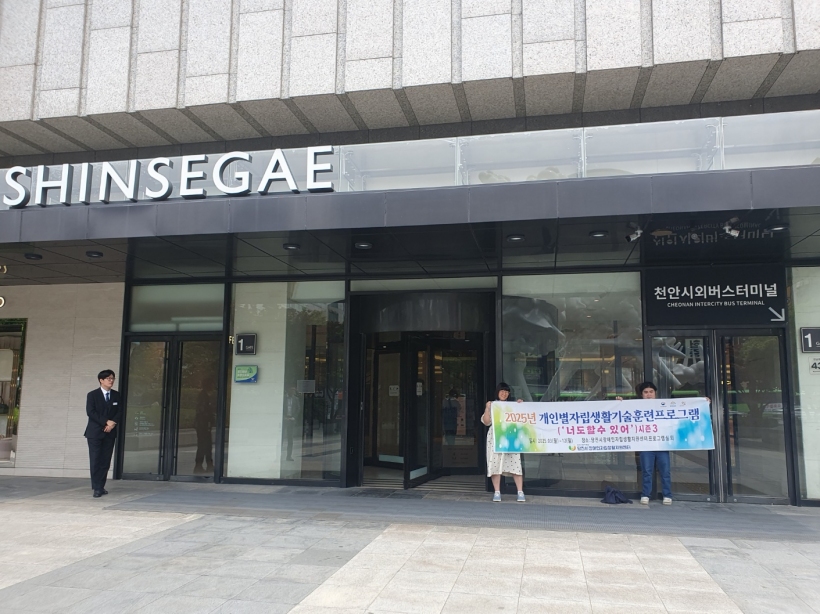 SHINSEGAE
천안시외버스터미널
CHEONAN INTERCITY BUS TERMINAL
1
1
2025년 개인별자립생활기술훈련프로그램
('너도할수 있어')시즌3